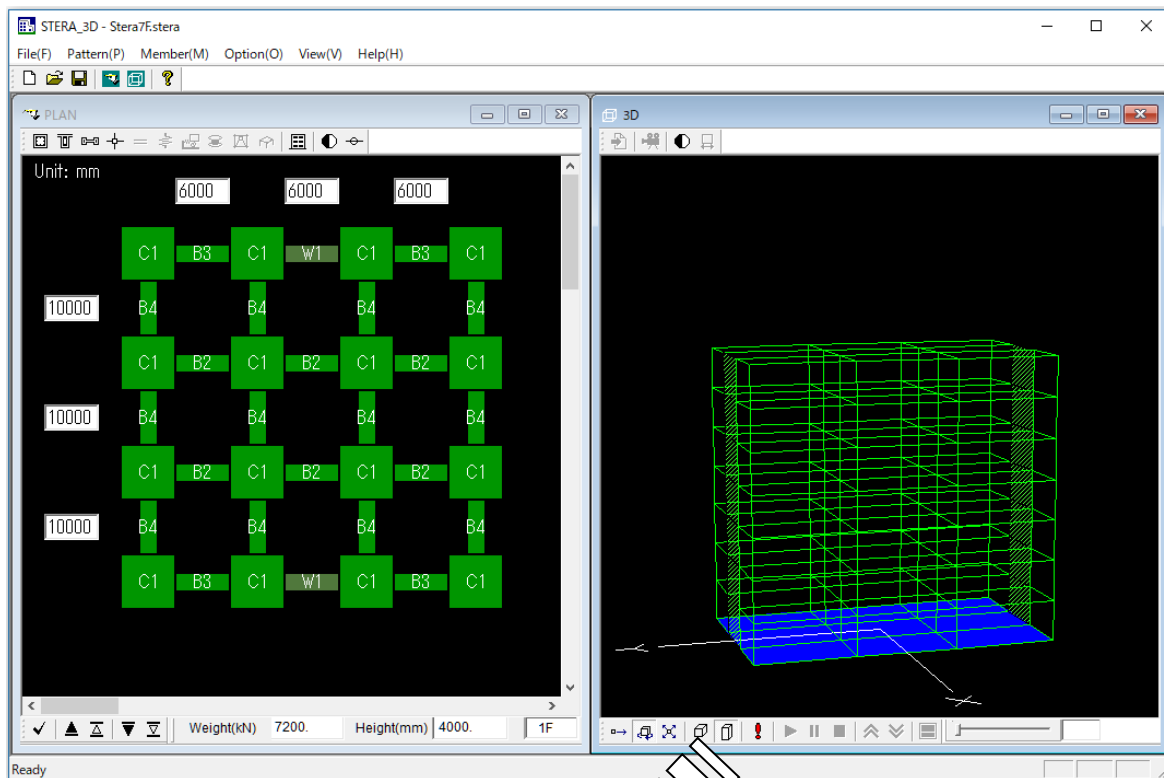 STERA_3D - Stera7F.stera
File(F) Pattern(P) Member(M) Option(O) View(V) Help(H)
PLAN
Unit: mm
6000 6000 6000
C1 B3 C1 W1 C1 B3 C1
10000 B4 B4 B4 B4
C1 B2 C1 B2 C1 B2 C1
10000 B4 B4 B4 B4
C1 B2 C1 B2 C1 B2 C1
10000 B4 B4 B4 B4
C1 B3 C1 W1 C1 B3 C1
Weight(kN) 7200. Height(mm) 4000. 1F
3D
Y
X
Ready